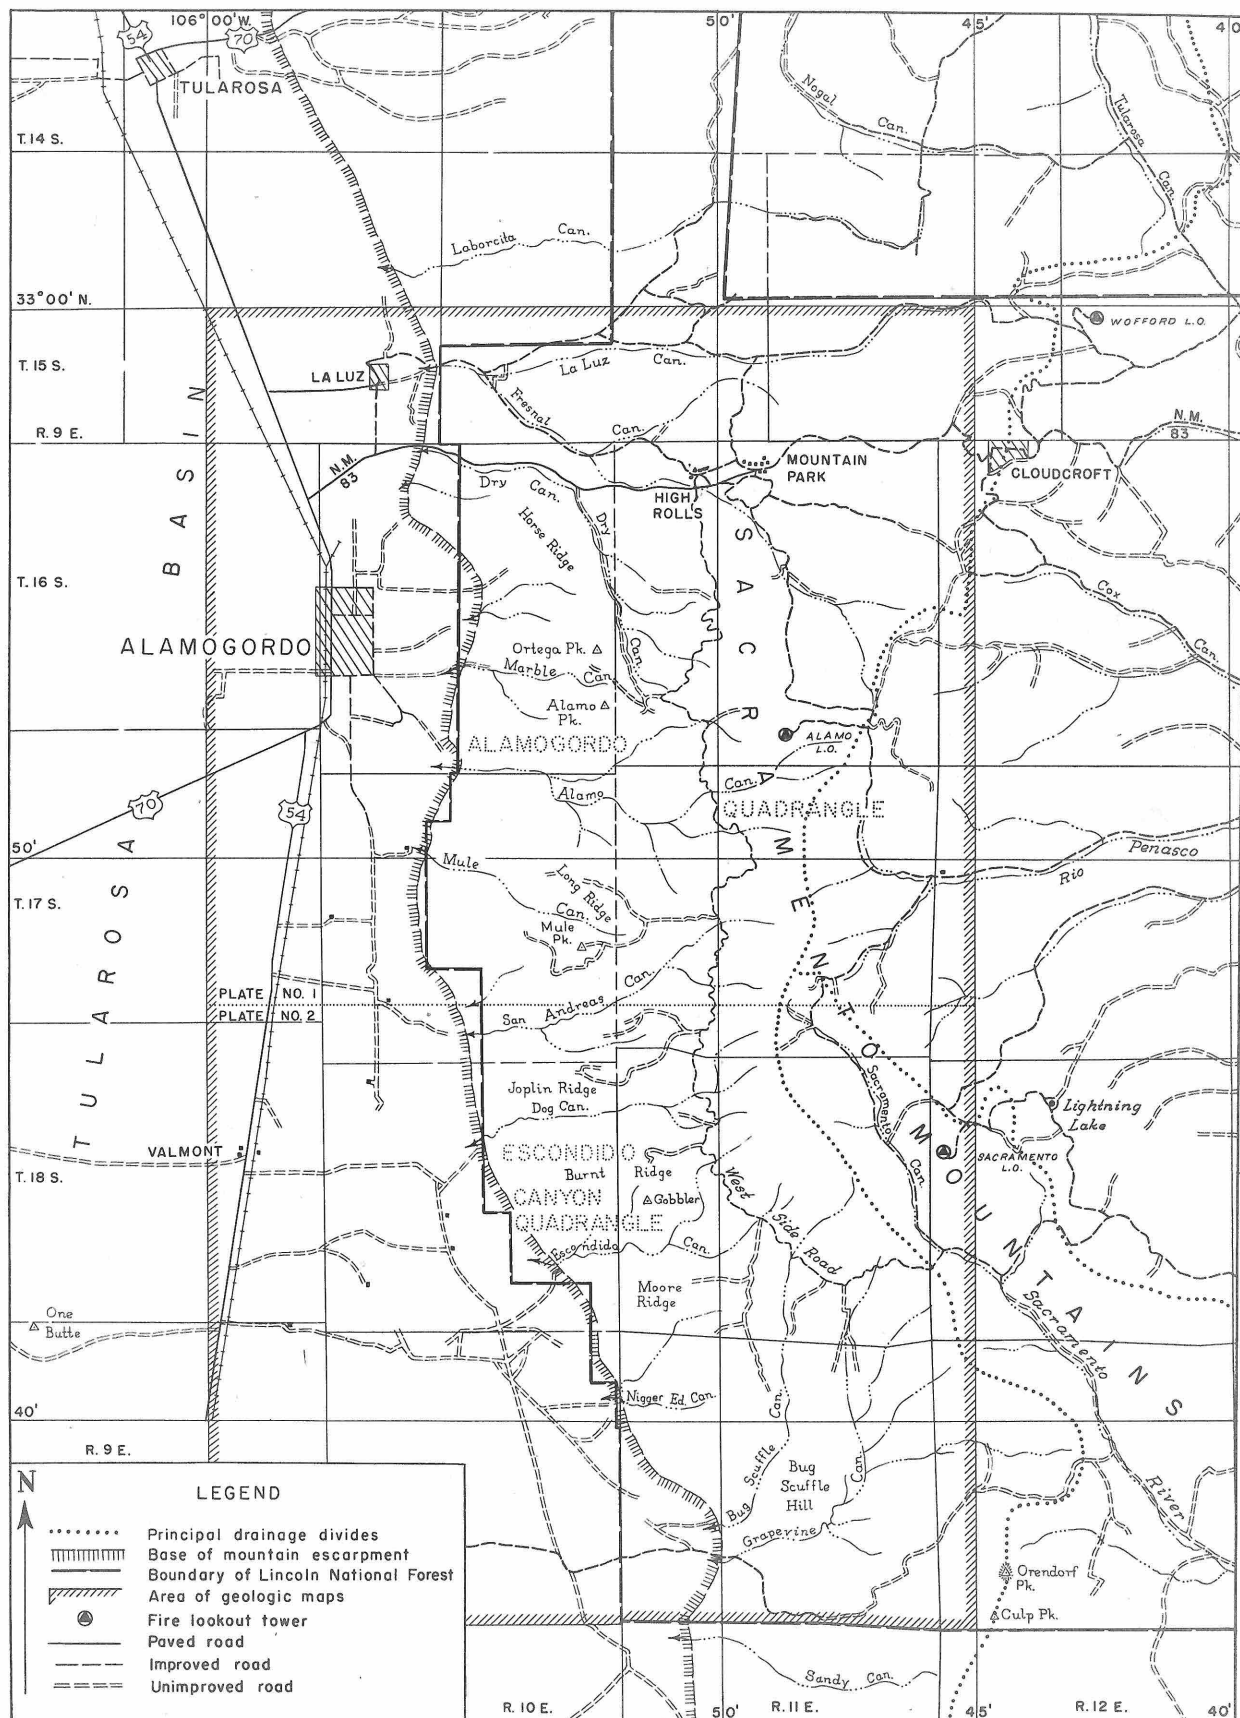 106° 00' W.
50'
45'
40
54
70
TULAROSA
Nogal
Can.
Tularosa
Can.
T. 14 S.
Laborcita
Can.
33° 00' N.
WOFFORD L.O.
T. 15 S.
LA LUZ
La Luz
Can.
Fresnal
Can.
R. 9 E.
N.M.
83
N.M.
83
MOUNTAIN
PARK
CLOUDCROFT
Dry
Can.
HIGH
ROLLS
Horse Ridge
Dry
Can.
T. 16 S.
Cox
Can.
ALAMOGORDO
Ortega Pk.
Marble
Can.
Alamo
Pk.
ALAMO
L.O.
ALAMOGORDO
QUADRANGLE
Can.
Alamo
70
54
50'
Mule
Can.
Long Ridge
Rio
Penasco
T. 17 S.
Mule
Pk.
PLATE NO. 1
PLATE NO. 2
San
Andreas
Can.
TULAROSA
BASIN
SACRAMENTO
MOUNTAINS
Joplin Ridge
Dog Can.
Sacramento
Can.
Lightning
Lake
VALMONT
SACRAMENTO
L.O.
T. 18 S.
ESCONDIDO
CANYON
QUADRANGLE
Burnt
Ridge
Gobbler
West
Side
Road
Escondido
Can.
Moore
Ridge
One
Butte
Sacramento
River
Nigger Ed. Can.
40'
R. 9 E.
Bug Scuffle
Can.
Bug
Scuffle
Hill
Grapevine
Can.
Orendorf
Pk.
Culp Pk.
Sandy Can.
N
LEGEND
Principal drainage divides
Base of mountain escarpment
Boundary of Lincoln National Forest
Area of geologic maps
Fire lookout tower
Paved road
Improved road
Unimproved road
R. 10 E.
50'
R. 11 E.
45'
R. 12 E.
40'